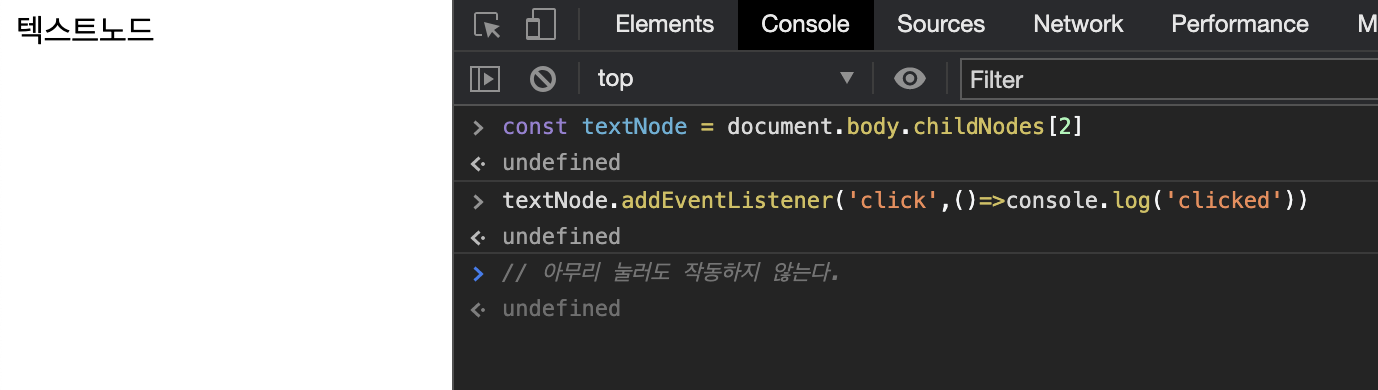 텍스트노드
Elements Console Sources Network Performance M
top Filter
> const textNode = document.body.childNodes[2]
undefined
> textNode.addEventListener('click',()=>console.log('clicked'))
undefined
> // 아무리 눌러도 작동하지 않는다.
undefined